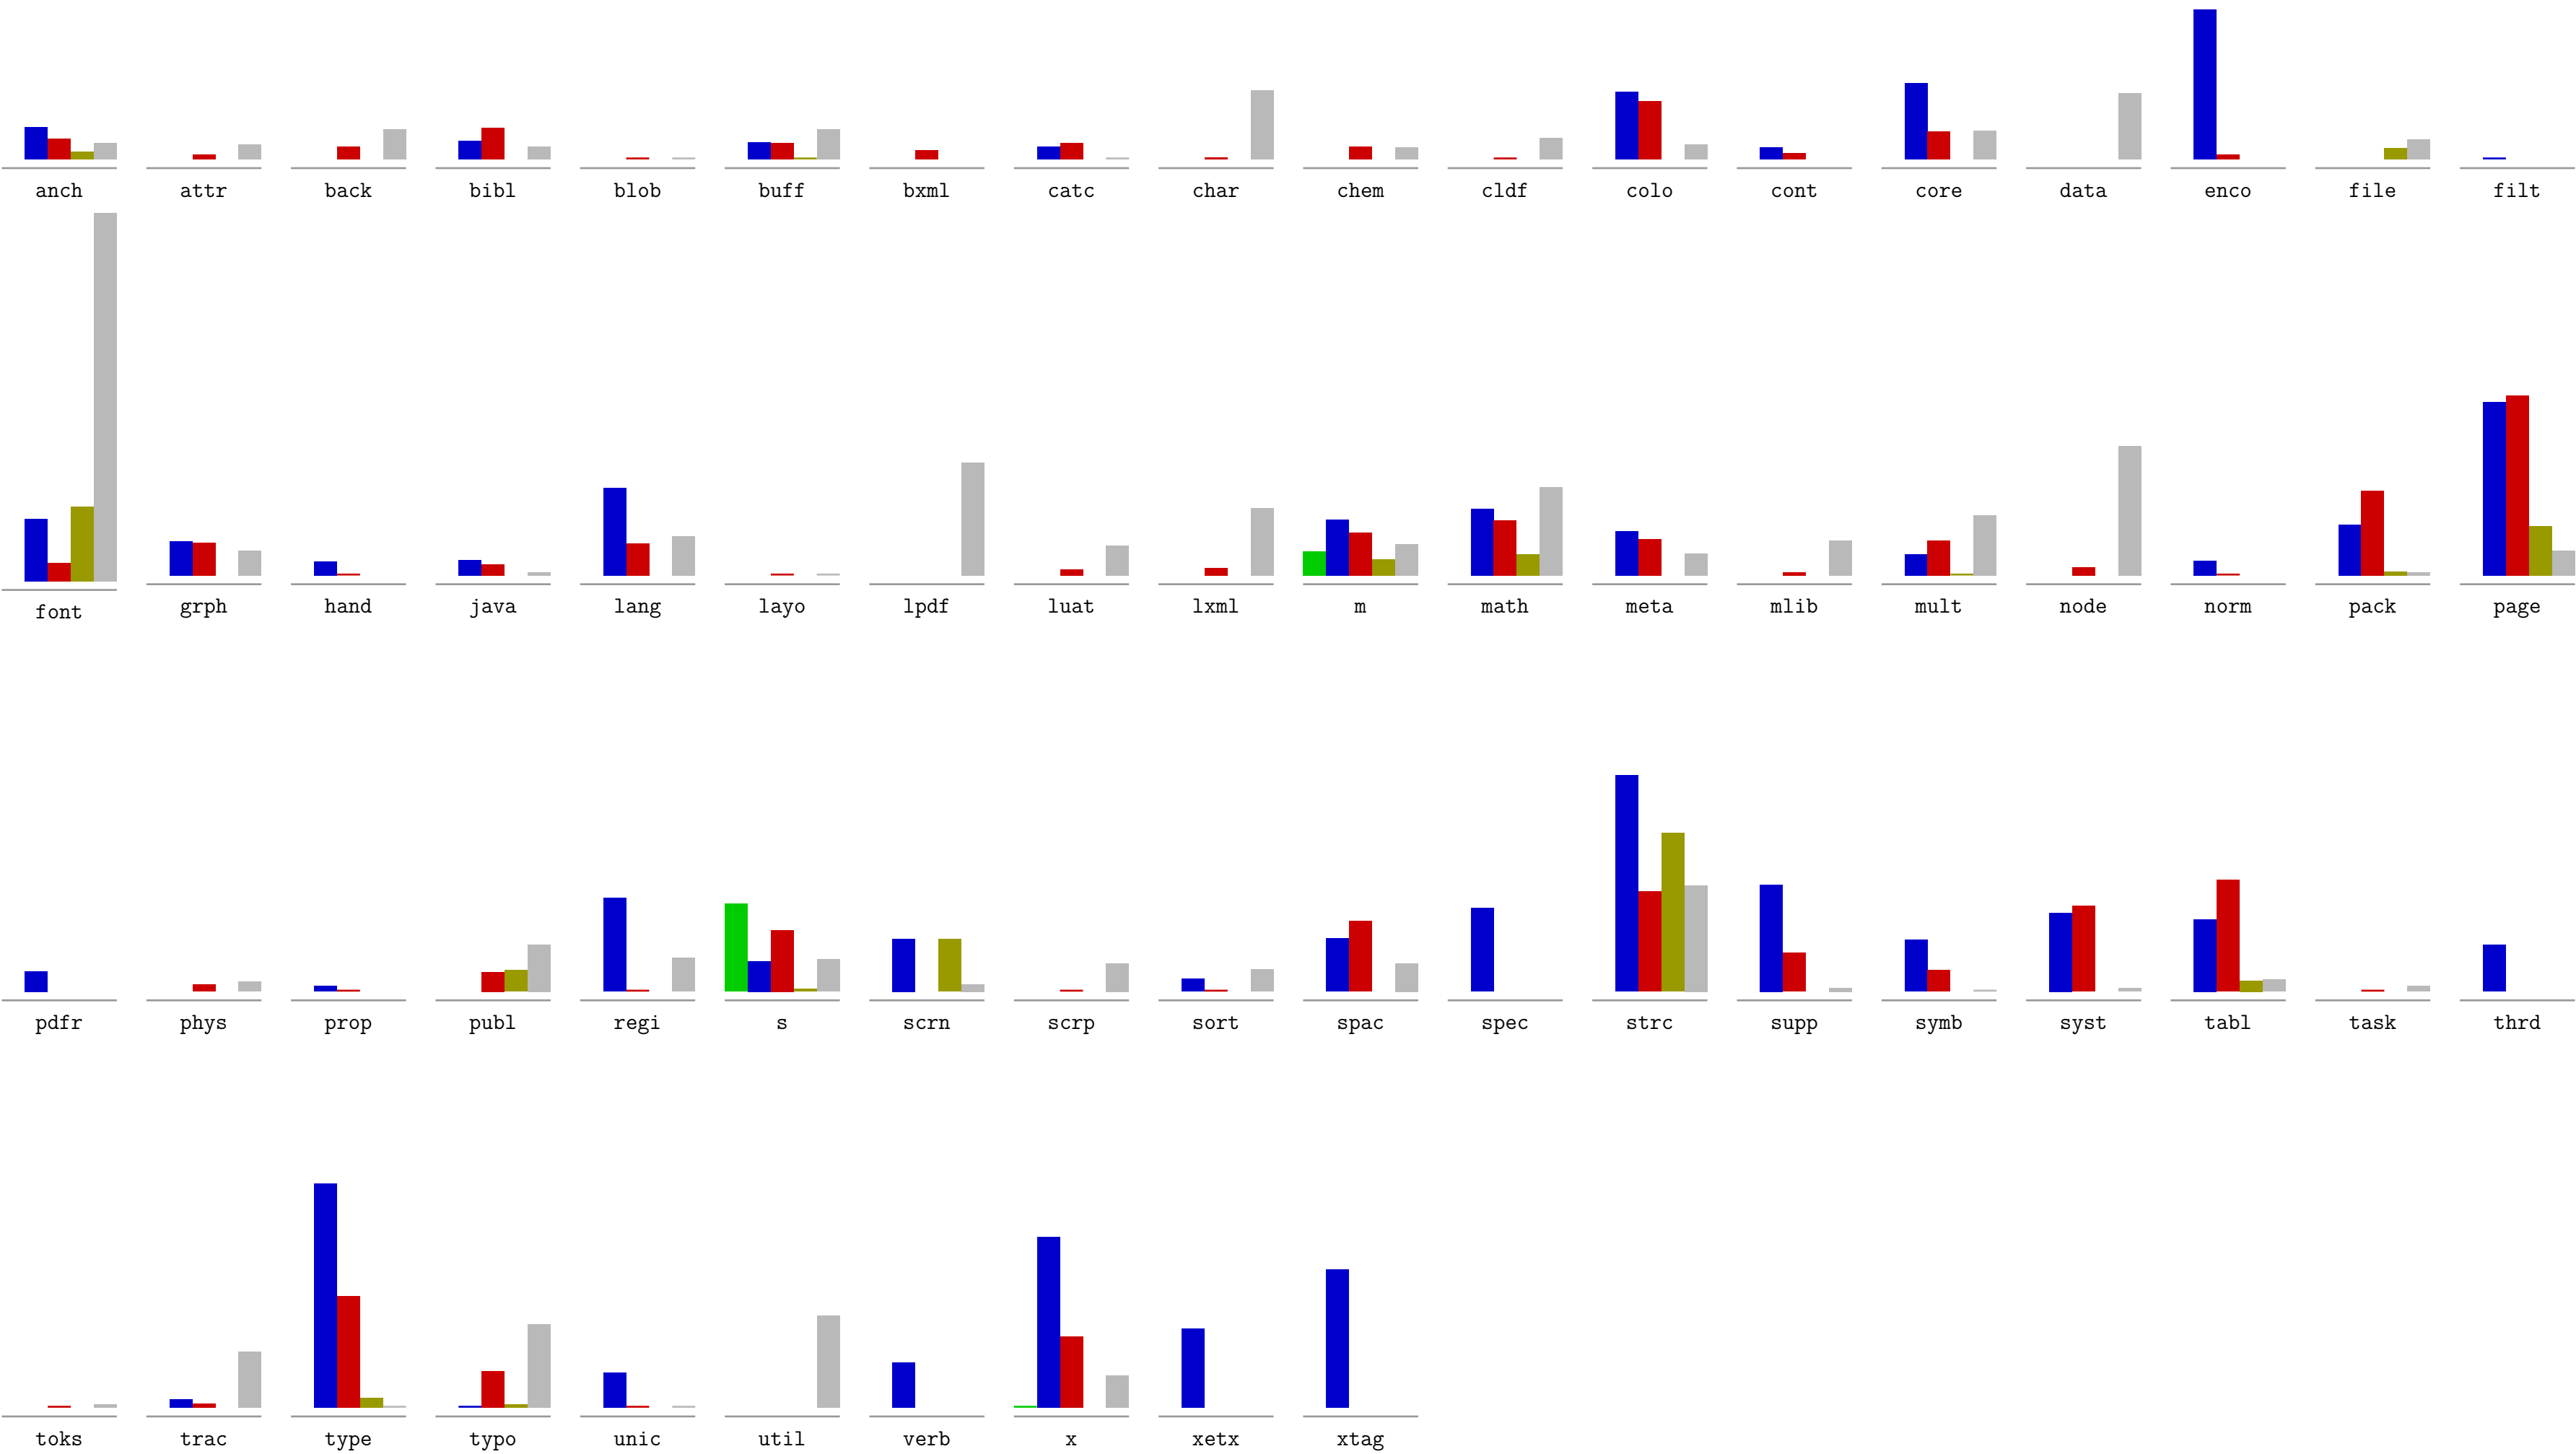 anch attr back bibl blob buff bxml catc char chem cldf colo cont core data enco file filt
font grph hand java lang layo lpdf luat lxml m math meta mlib mult node norm pack page
pdfr phys prop publ regi s scrn scrp sort spac spec strc supp symb syst tabl task thrd
toks trac type typo unic util verb x xetx xtag